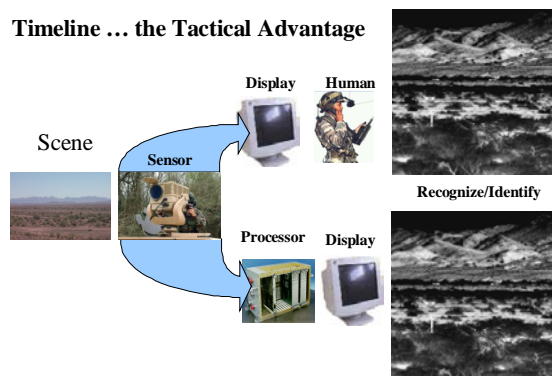 Timeline … the Tactical Advantage
Display
Human
Scene
Sensor
Recognize/Identify
Processor
Display